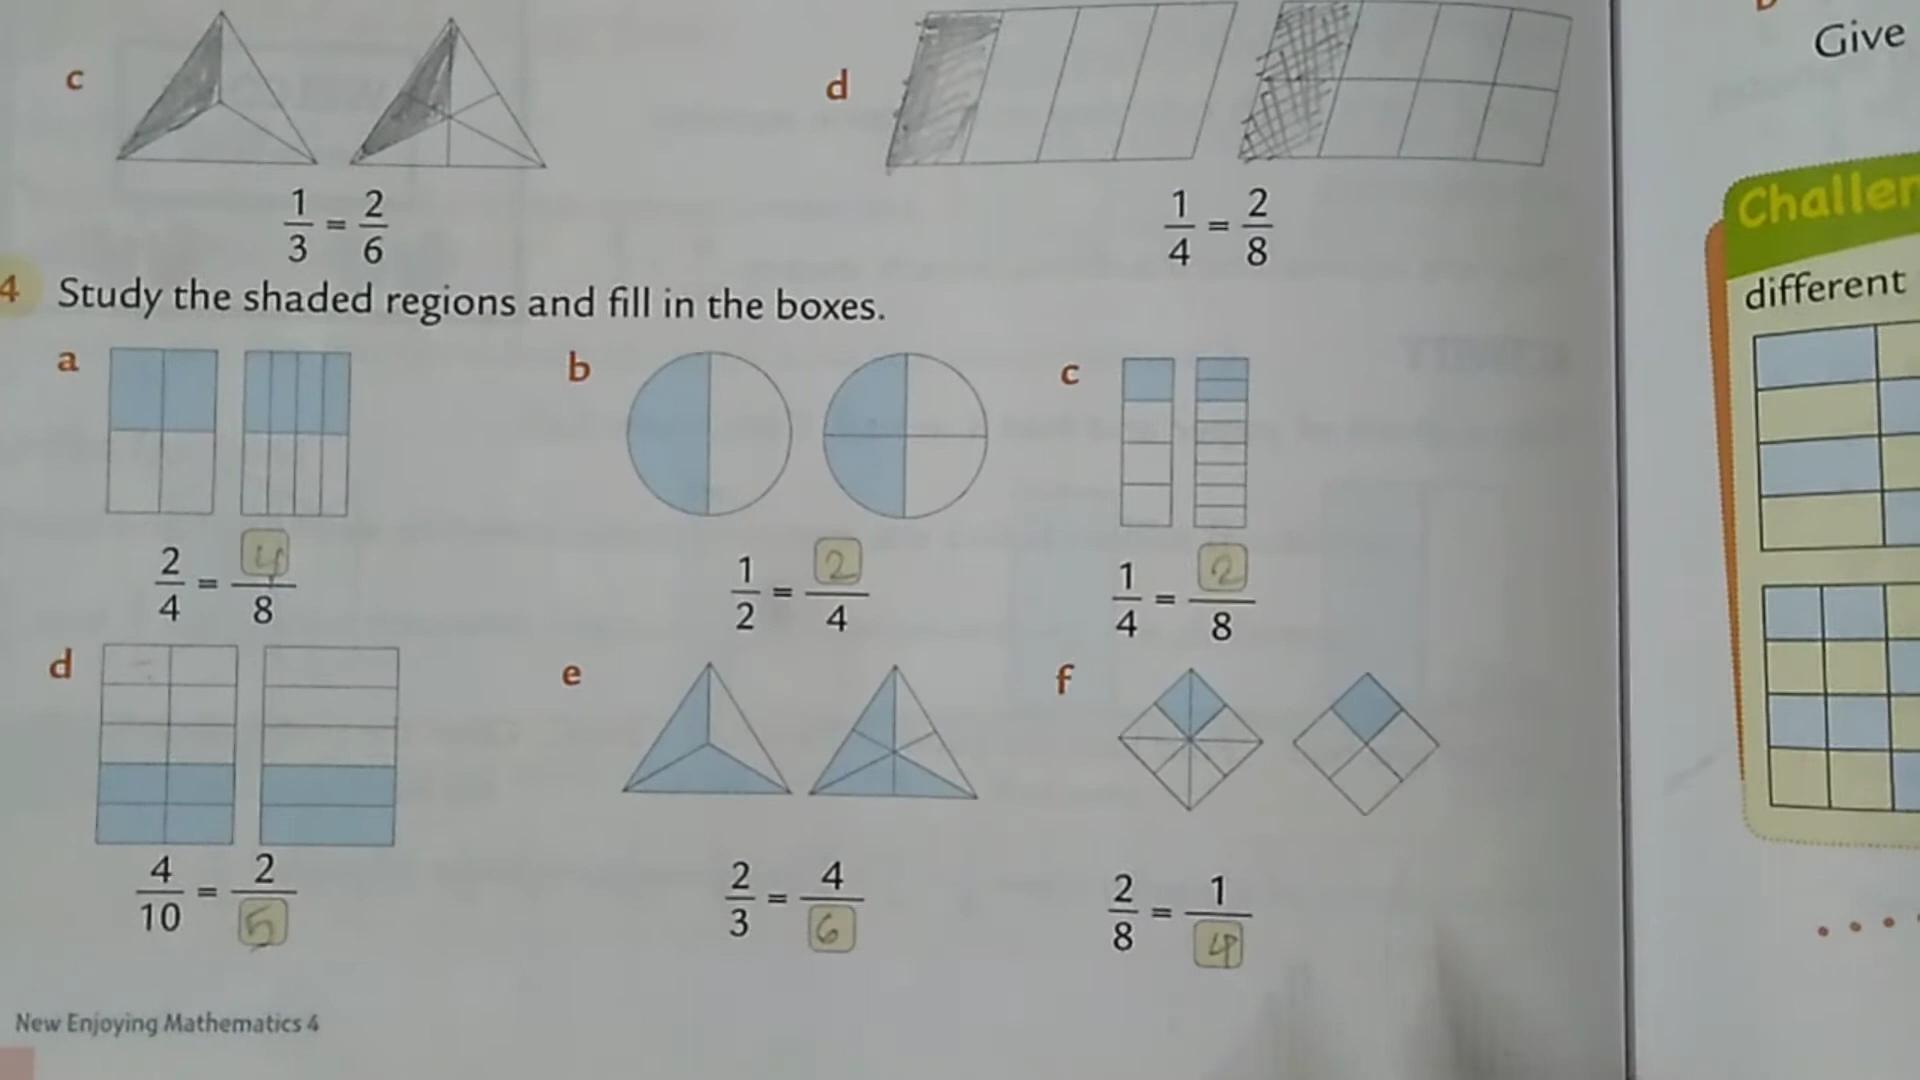 c
d
1/3 = 2/6
1/4 = 2/8
4 Study the shaded regions and fill in the boxes.
a
b
c
2/4 = 4/8
1/2 = 2/4
1/4 = 2/8
d
e
f
4/10 = 2/5
2/3 = 4/6
2/8 = 1/4
New Enjoying Mathematics 4
Give
different